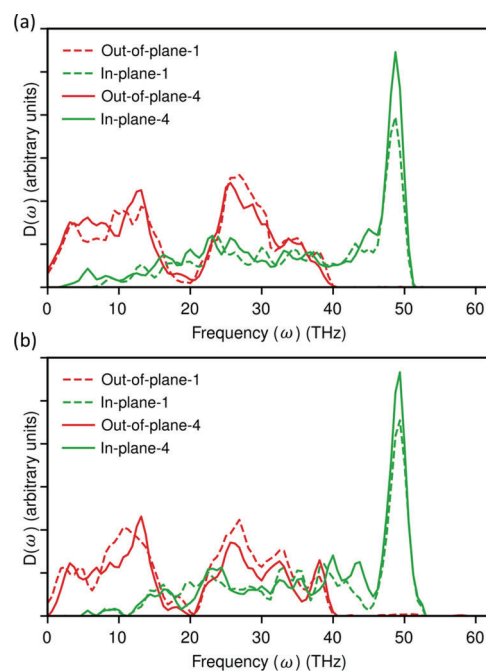 (a)
Out-of-plane-1
In-plane-1
Out-of-plane-4
In-plane-4
D(ω) (arbitrary units)
0 10 20 30 40 50 60
Frequency (ω) (THz)
(b)
Out-of-plane-1
In-plane-1
Out-of-plane-4
In-plane-4
D(ω) (arbitrary units)
0 10 20 30 40 50 60
Frequency (ω) (THz)